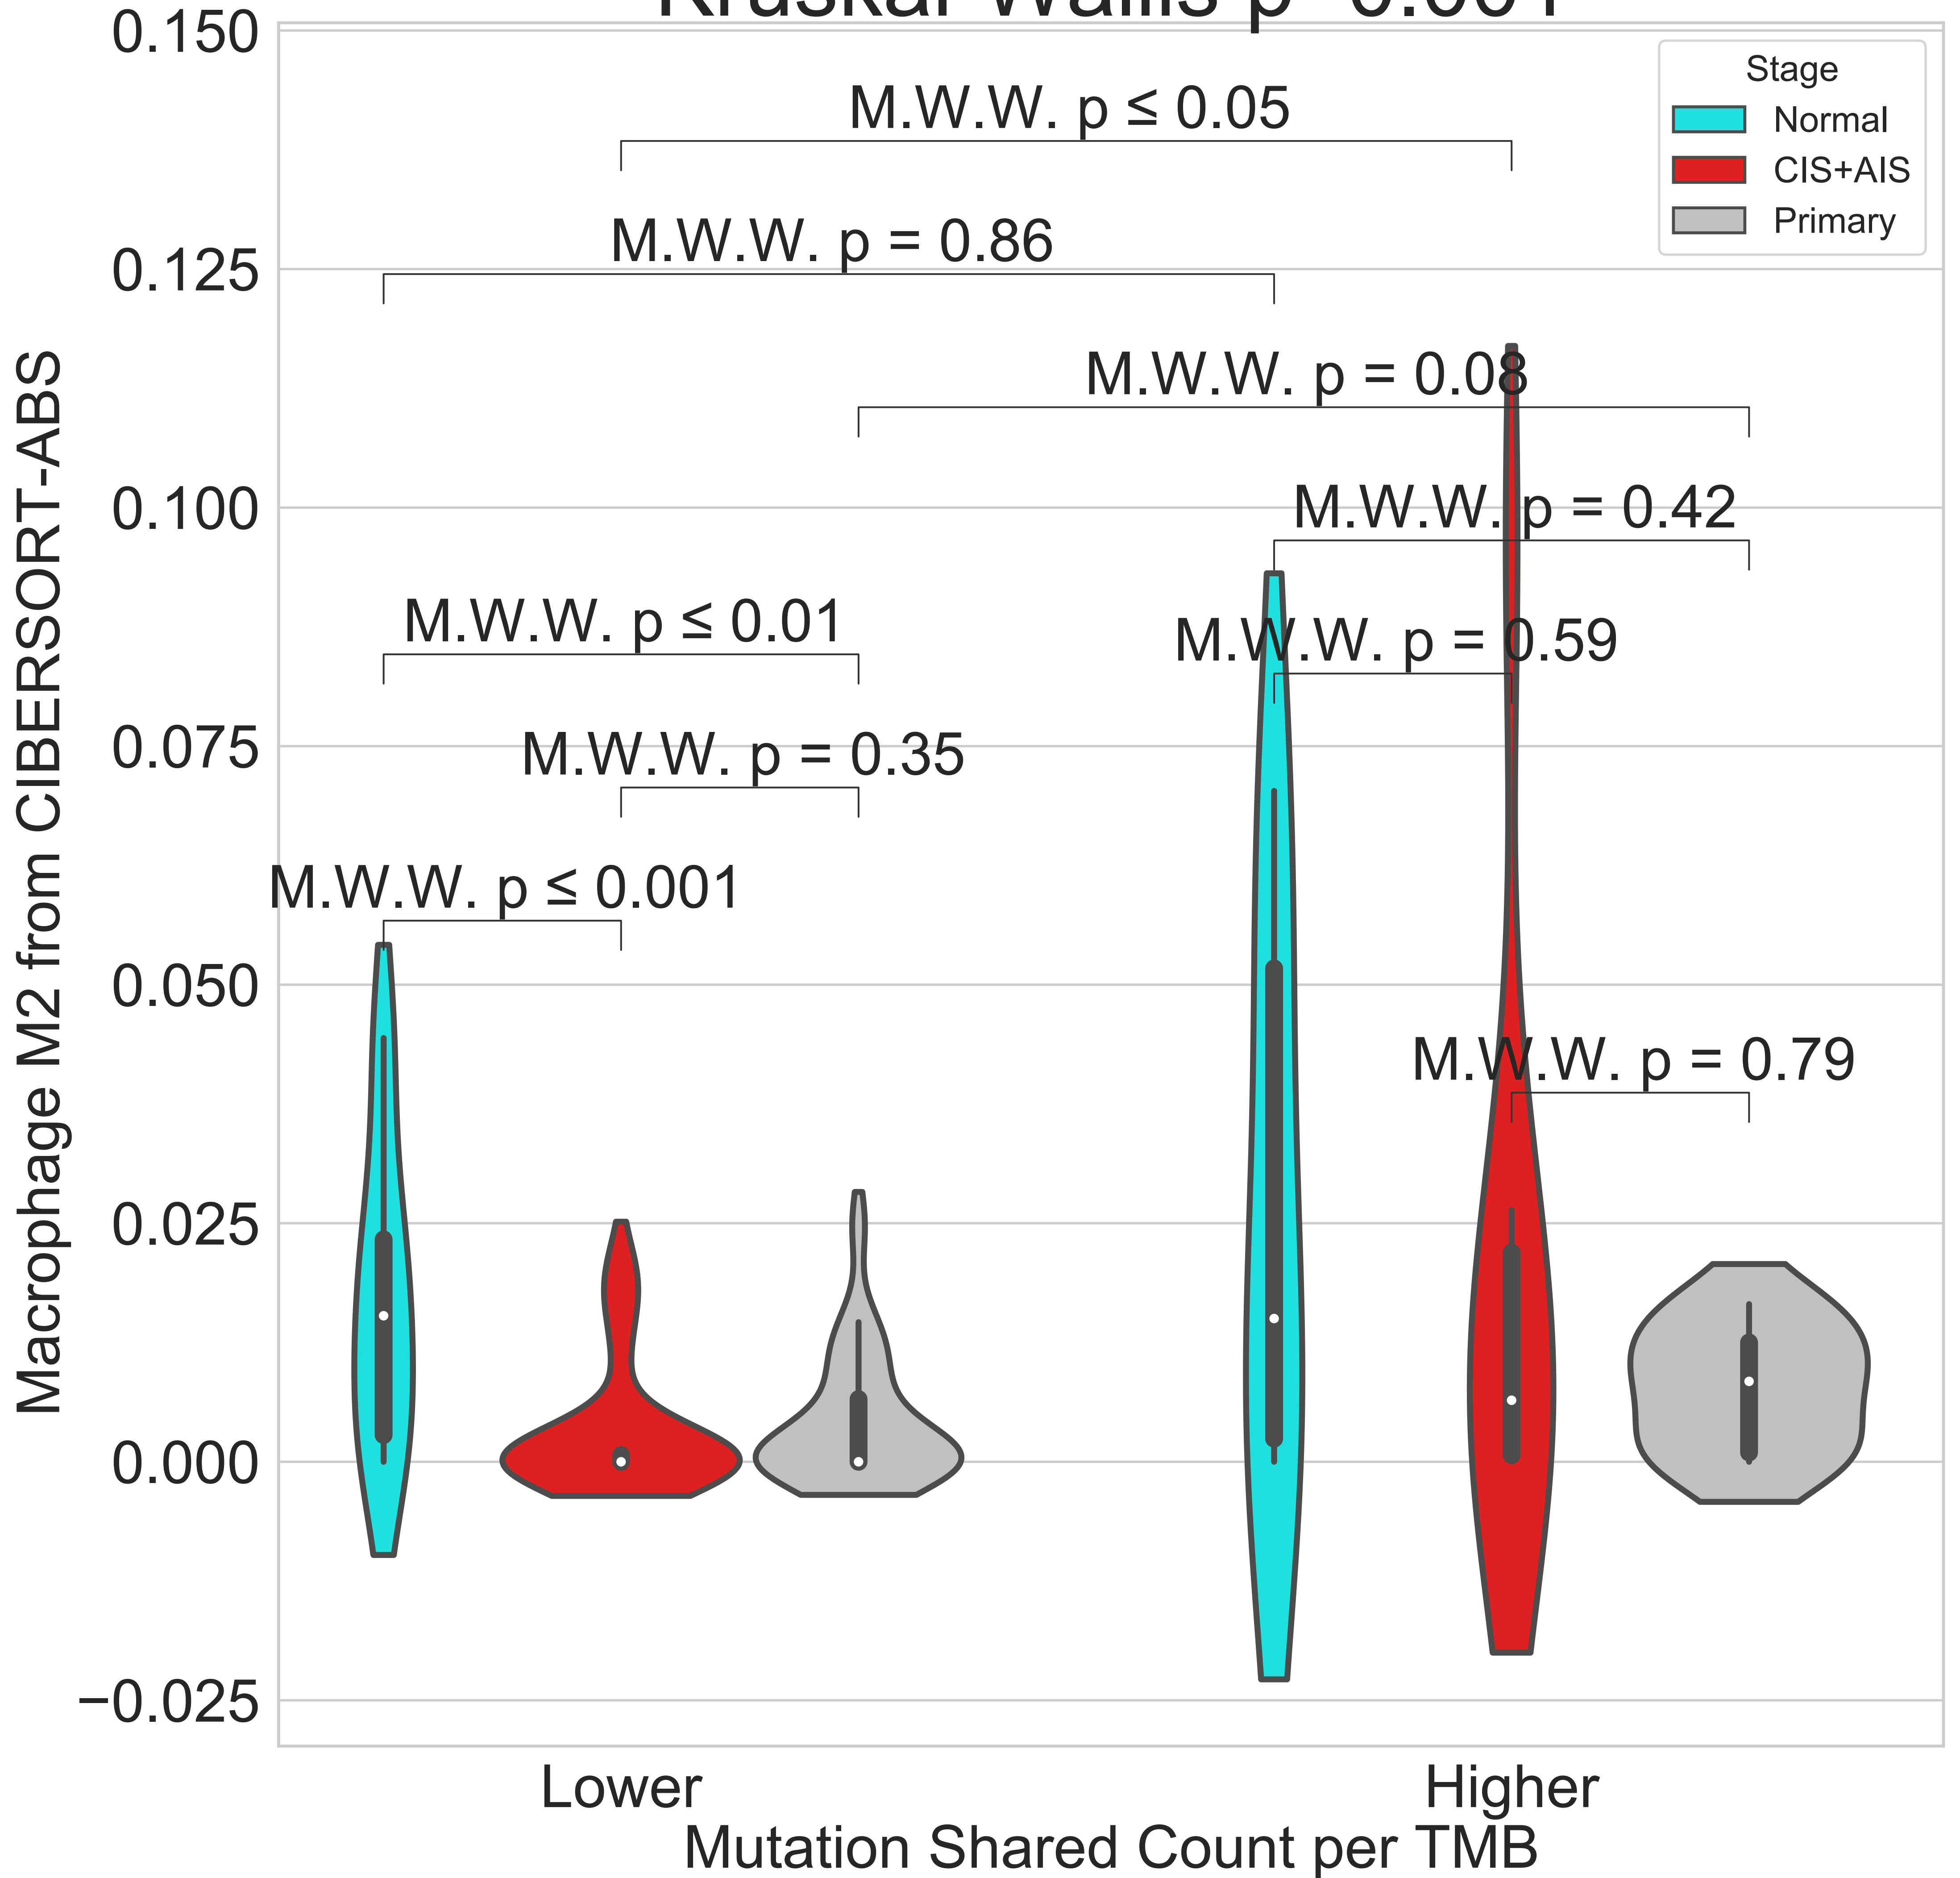 0.150
0.125
0.100
0.075
0.050
0.025
0.000
−0.025
Macrophage M2 from CIBERSORT-ABS
Stage
Normal
CIS+AIS
Primary
M.W.W. p ≤ 0.05
M.W.W. p = 0.86
M.W.W. p = 0.08
M.W.W. p = 0.42
M.W.W. p ≤ 0.01
M.W.W. p = 0.59
M.W.W. p = 0.35
M.W.W. p ≤ 0.001
M.W.W. p = 0.79
Lower
Higher
Mutation Shared Count per TMB